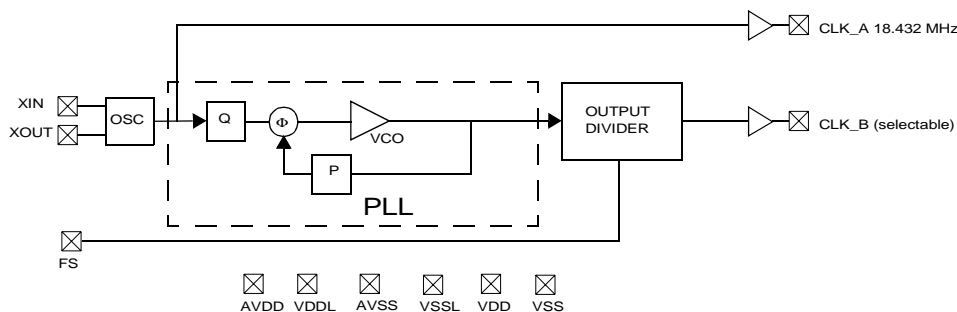 CLK_A 18.432 MHz
XIN
XOUT
OSC
Q
Φ
VCO
P
PLL
OUTPUT
DIVIDER
CLK_B (selectable)
FS
AVDD VDDL AVSS VSSL VDD VSS